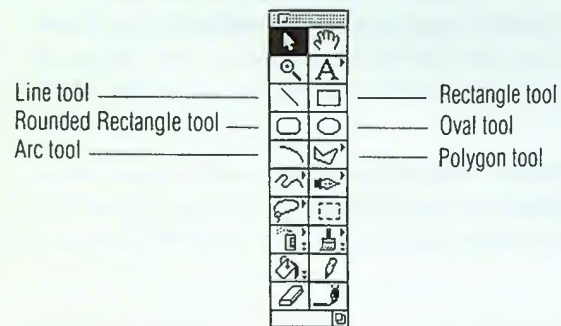 A
Line tool
Rectangle tool
Rounded Rectangle tool
Oval tool
Arc tool
Polygon tool